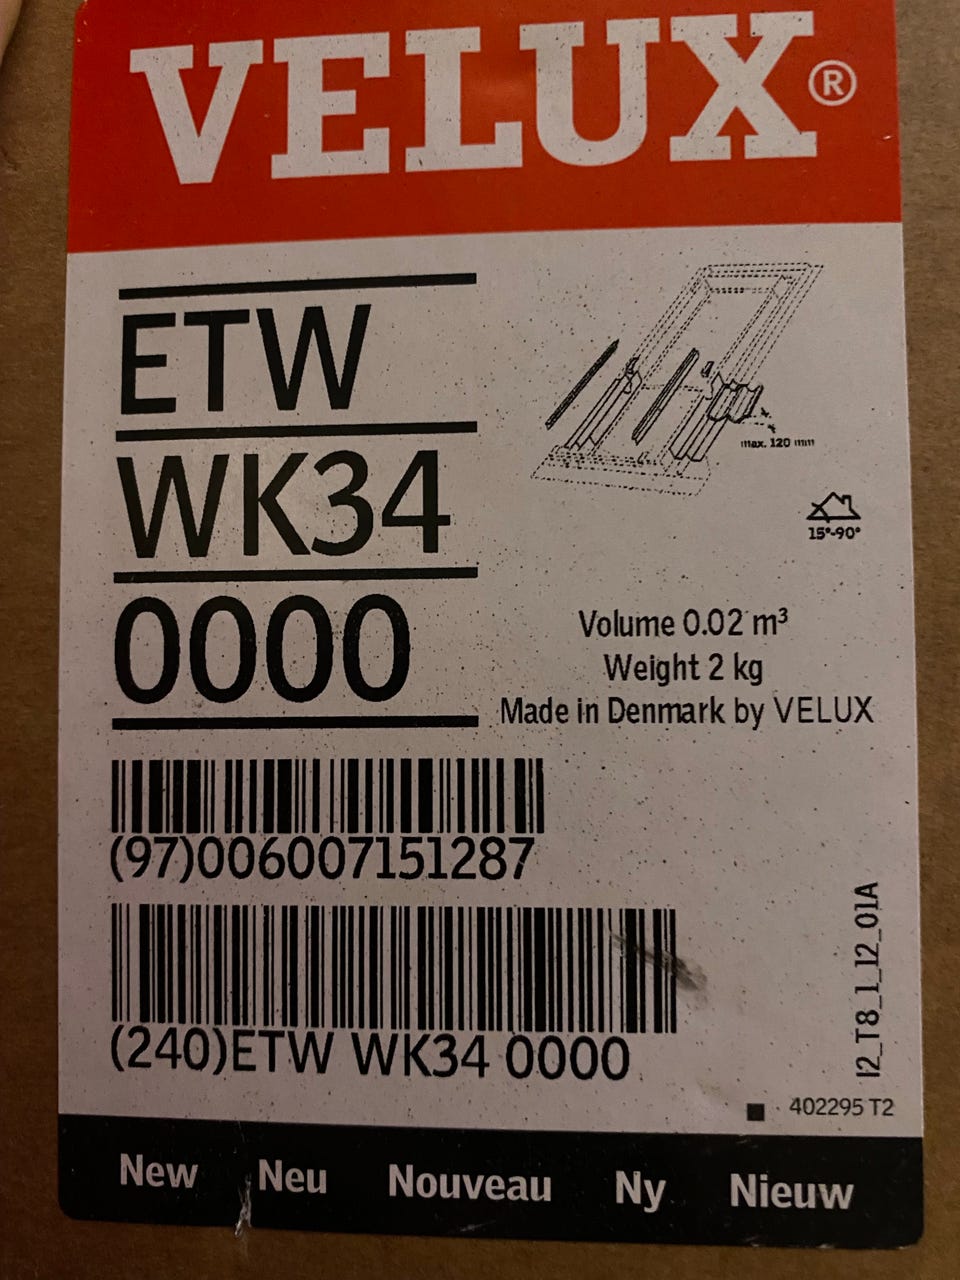 VELUX®
ETW
WK34
0000
max. 120 mm
15°-90°
Volume 0.02 m³
Weight 2 kg
Made in Denmark by VELUX
(97)006007151287
(240)ETW WK34 0000
I2_T8_1_I2_01A
402295 T2
New Neu Nouveau Ny Nieuw